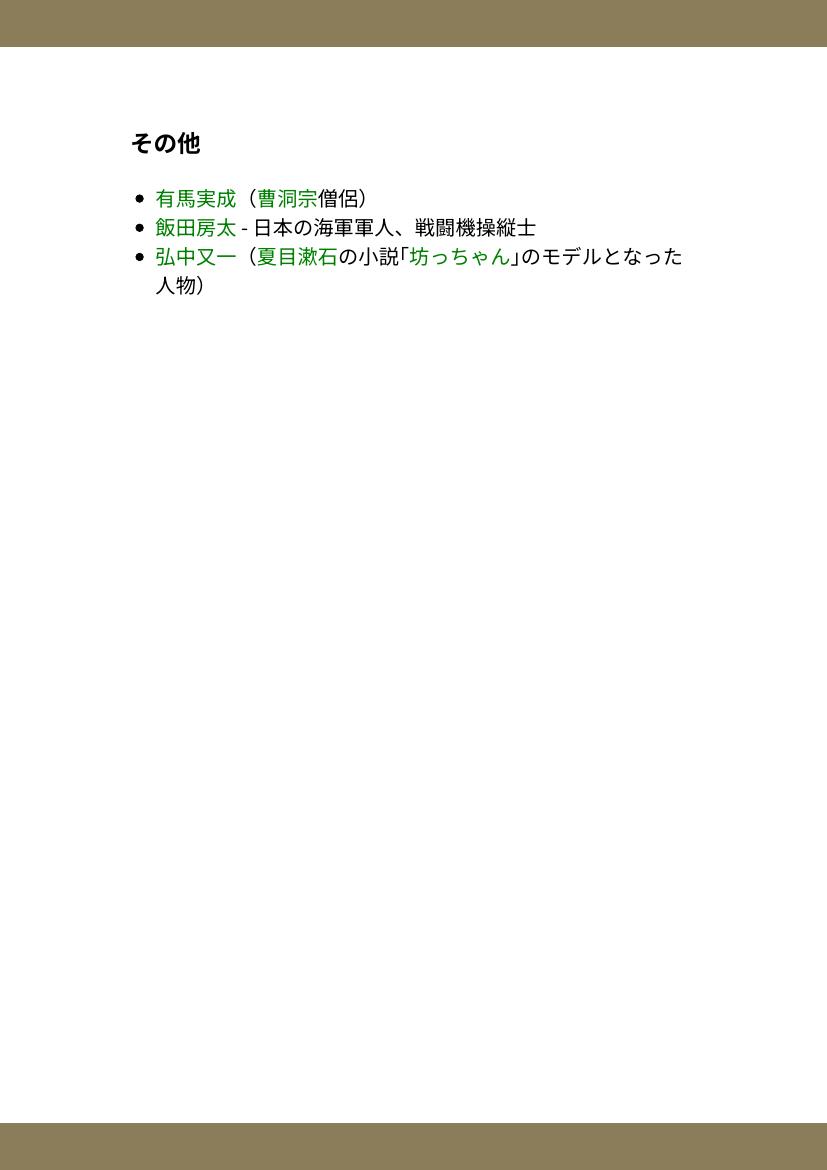 その他
有馬実成（曹洞宗僧侶）
飯田房太 - 日本の海軍軍人、戦闘機操縦士
弘中又一（夏目漱石の小説｢坊っちゃん｣のモデルとなった
人物）